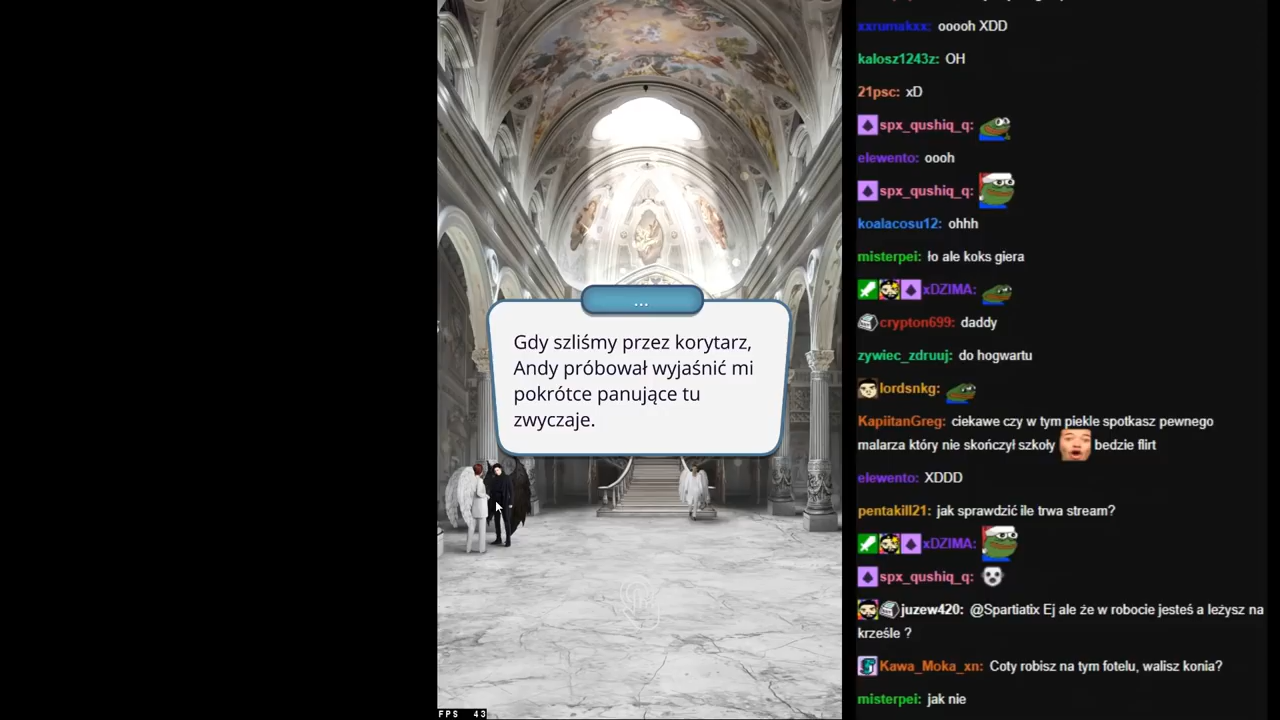 ...
Gdy szliśmy przez korytarz,
Andy próbował wyjaśnić mi
pokrótce panujące tu
zwyczaje.
FPS 43
xxrumakxx: ooooh XDD
kalosz1243z: OH
21psc: xD
spx_qushiq_q:
elewento: oooh
spx_qushiq_q:
koalacosu12: ohhh
misterpei: ło ale koks giera
xDZIMA:
crypton699: daddy
zywiec_zdruuj: do hogwartu
lordsnkg:
KapiitanGreg: ciekawe czy w tym piekle spotkasz pewnego
malarza który nie skończył szkoły bedzie flirt
elewento: XDDD
pentakill21: jak sprawdzić ile trwa stream?
xDZIMA:
spx_qushiq_q:
juzew420: @Spartiatix Ej ale że w robocie jesteś a leżysz na
krześle ?
Kawa_Moka_xn: Coty robisz na tym fotelu, walisz konia?
misterpei: jak nie